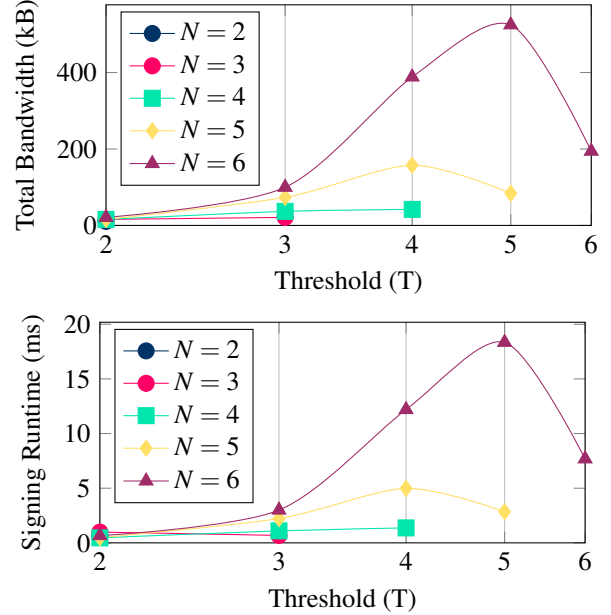 Total Bandwidth (kB)
400
200
0
N = 2
N = 3
N = 4
N = 5
N = 6
2 3 4 5 6
Threshold (T)
Signing Runtime (ms)
20
15
10
5
0
N = 2
N = 3
N = 4
N = 5
N = 6
2 3 4 5 6
Threshold (T)